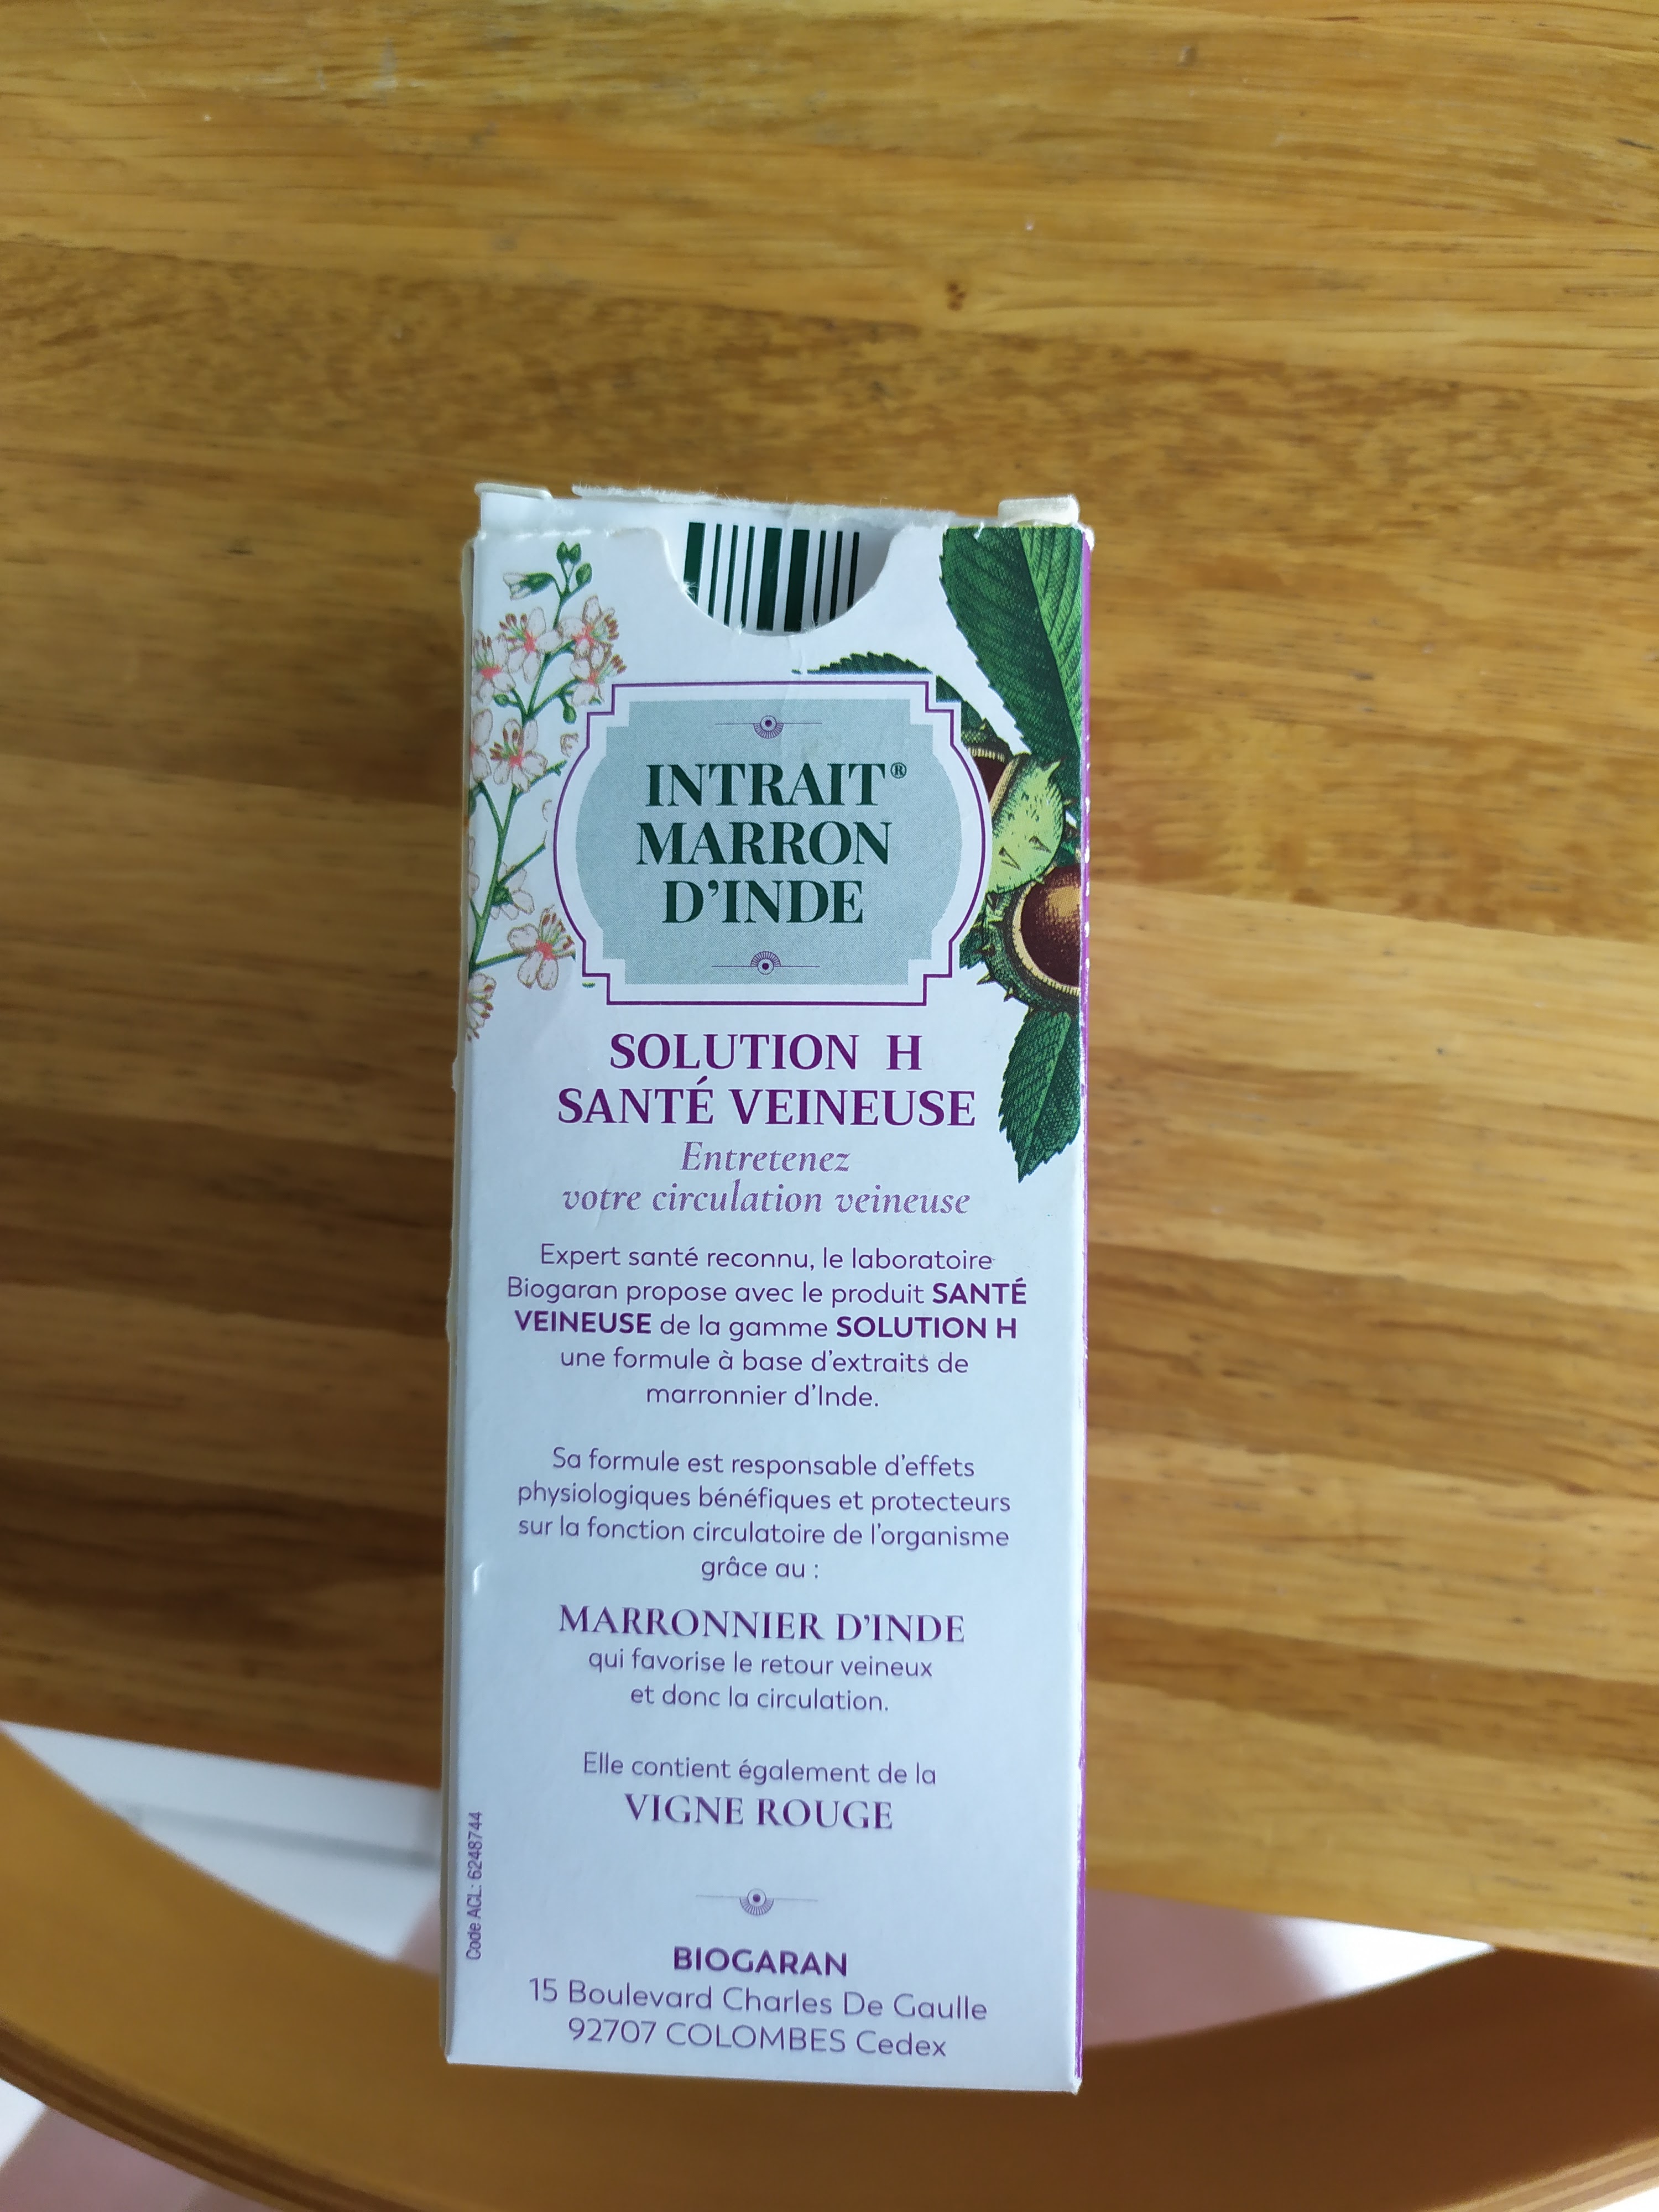 INTRAIT®
MARRON
D'INDE
SOLUTION H
SANTÉ VEINEUSE
Entretenez
votre circulation veineuse
Expert santé reconnu, le laboratoire
Biogaran propose avec le produit SANTÉ
VEINEUSE de la gamme SOLUTION H
une formule à base d'extraits de
marronnier d'Inde.
Sa formule est responsable d'effets
physiologiques bénéfiques et protecteurs
sur la fonction circulatoire de l'organisme
grâce au :
MARRONNIER D'INDE
qui favorise le retour veineux
et donc la circulation.
Elle contient également de la
VIGNE ROUGE
Code ACL: 6248744
BIOGARAN
15 Boulevard Charles De Gaulle
92707 COLOMBES Cedex